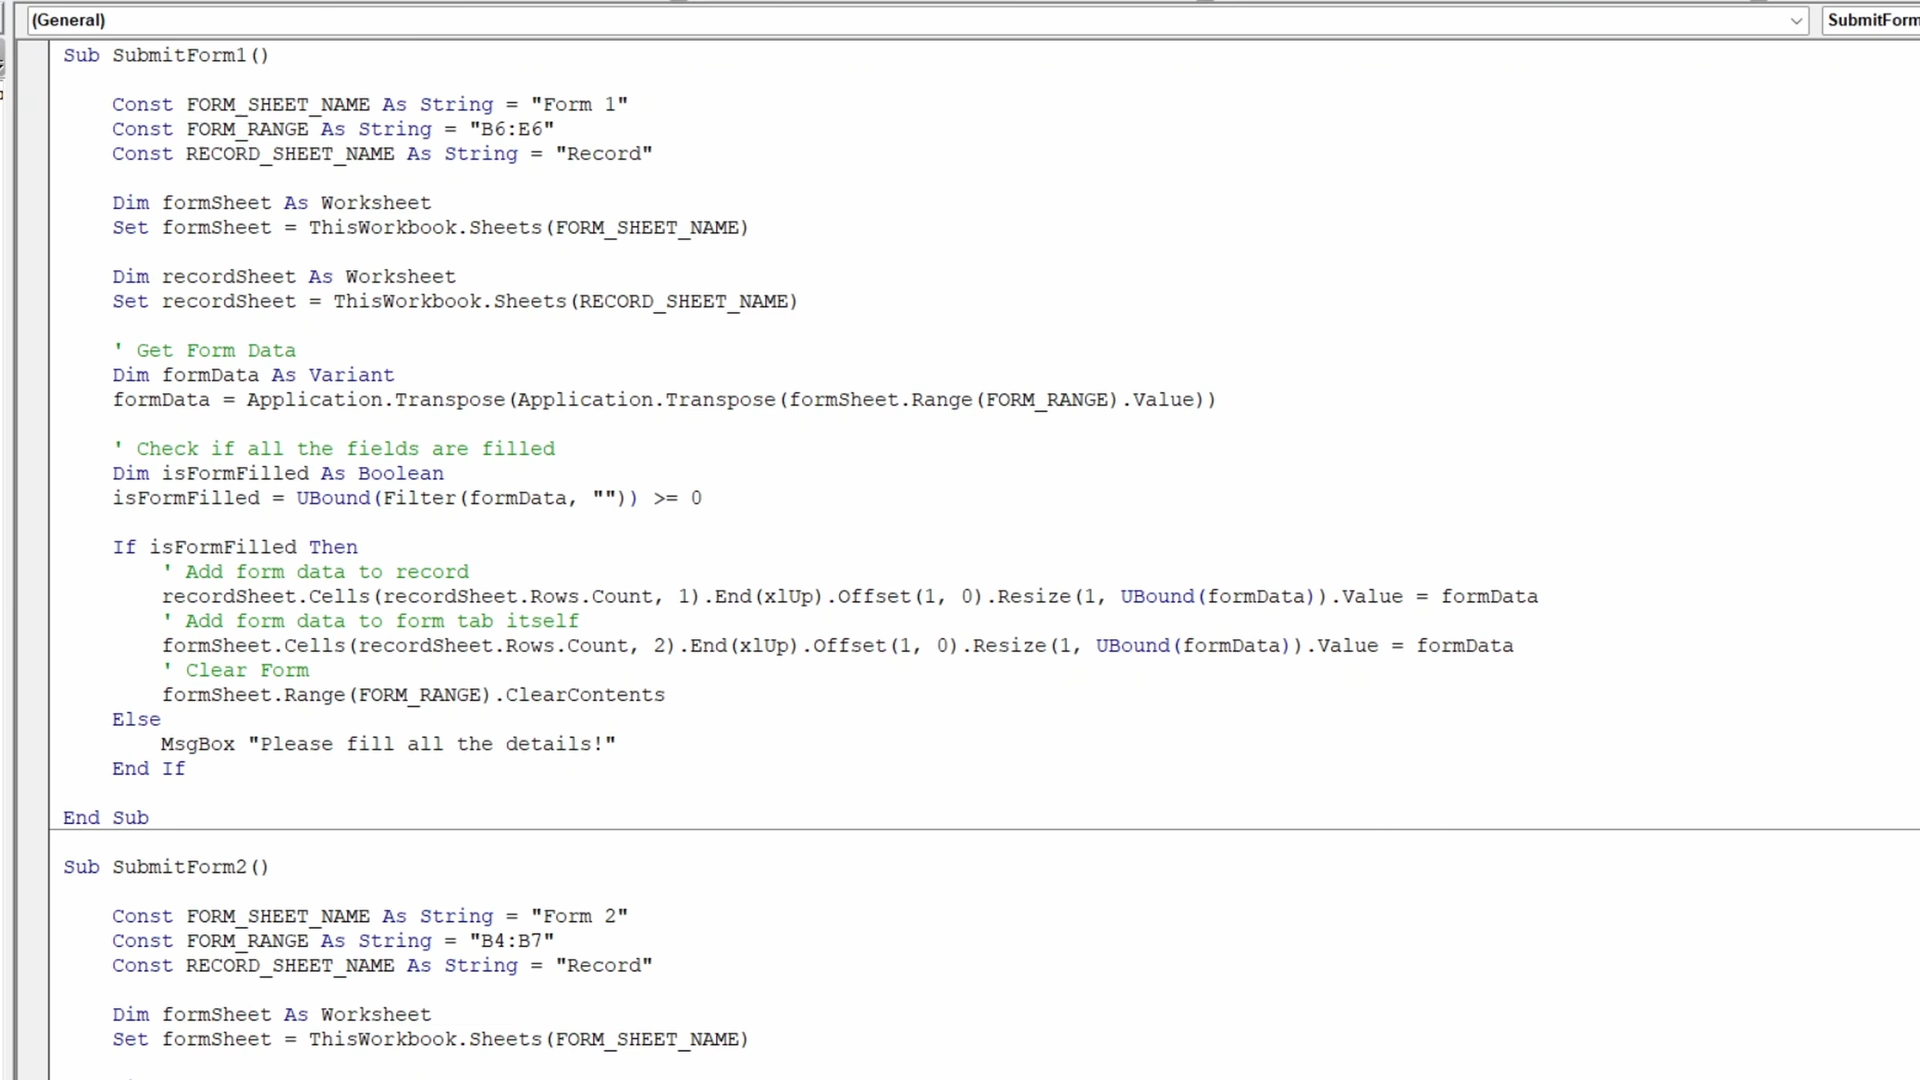 (General)
SubmitForm
Sub SubmitForm1()
Const FORM_SHEET_NAME As String = "Form 1"
Const FORM_RANGE As String = "B6:E6"
Const RECORD_SHEET_NAME As String = "Record"
Dim formSheet As Worksheet
Set formSheet = ThisWorkbook.Sheets(FORM_SHEET_NAME)
Dim recordSheet As Worksheet
Set recordSheet = ThisWorkbook.Sheets(RECORD_SHEET_NAME)
' Get Form Data
Dim formData As Variant
formData = Application.Transpose(Application.Transpose(formSheet.Range(FORM_RANGE).Value))
' Check if all the fields are filled
Dim isFormFilled As Boolean
isFormFilled = UBound(Filter(formData, "")) >= 0
If isFormFilled Then
' Add form data to record
recordSheet.Cells(recordSheet.Rows.Count, 1).End(xlUp).Offset(1, 0).Resize(1, UBound(formData)).Value = formData
' Add form data to form tab itself
formSheet.Cells(recordSheet.Rows.Count, 2).End(xlUp).Offset(1, 0).Resize(1, UBound(formData)).Value = formData
' Clear Form
formSheet.Range(FORM_RANGE).ClearContents
Else
MsgBox "Please fill all the details!"
End If
End Sub
Sub SubmitForm2()
Const FORM_SHEET_NAME As String = "Form 2"
Const FORM_RANGE As String = "B4:B7"
Const RECORD_SHEET_NAME As String = "Record"
Dim formSheet As Worksheet
Set formSheet = ThisWorkbook.Sheets(FORM_SHEET_NAME)